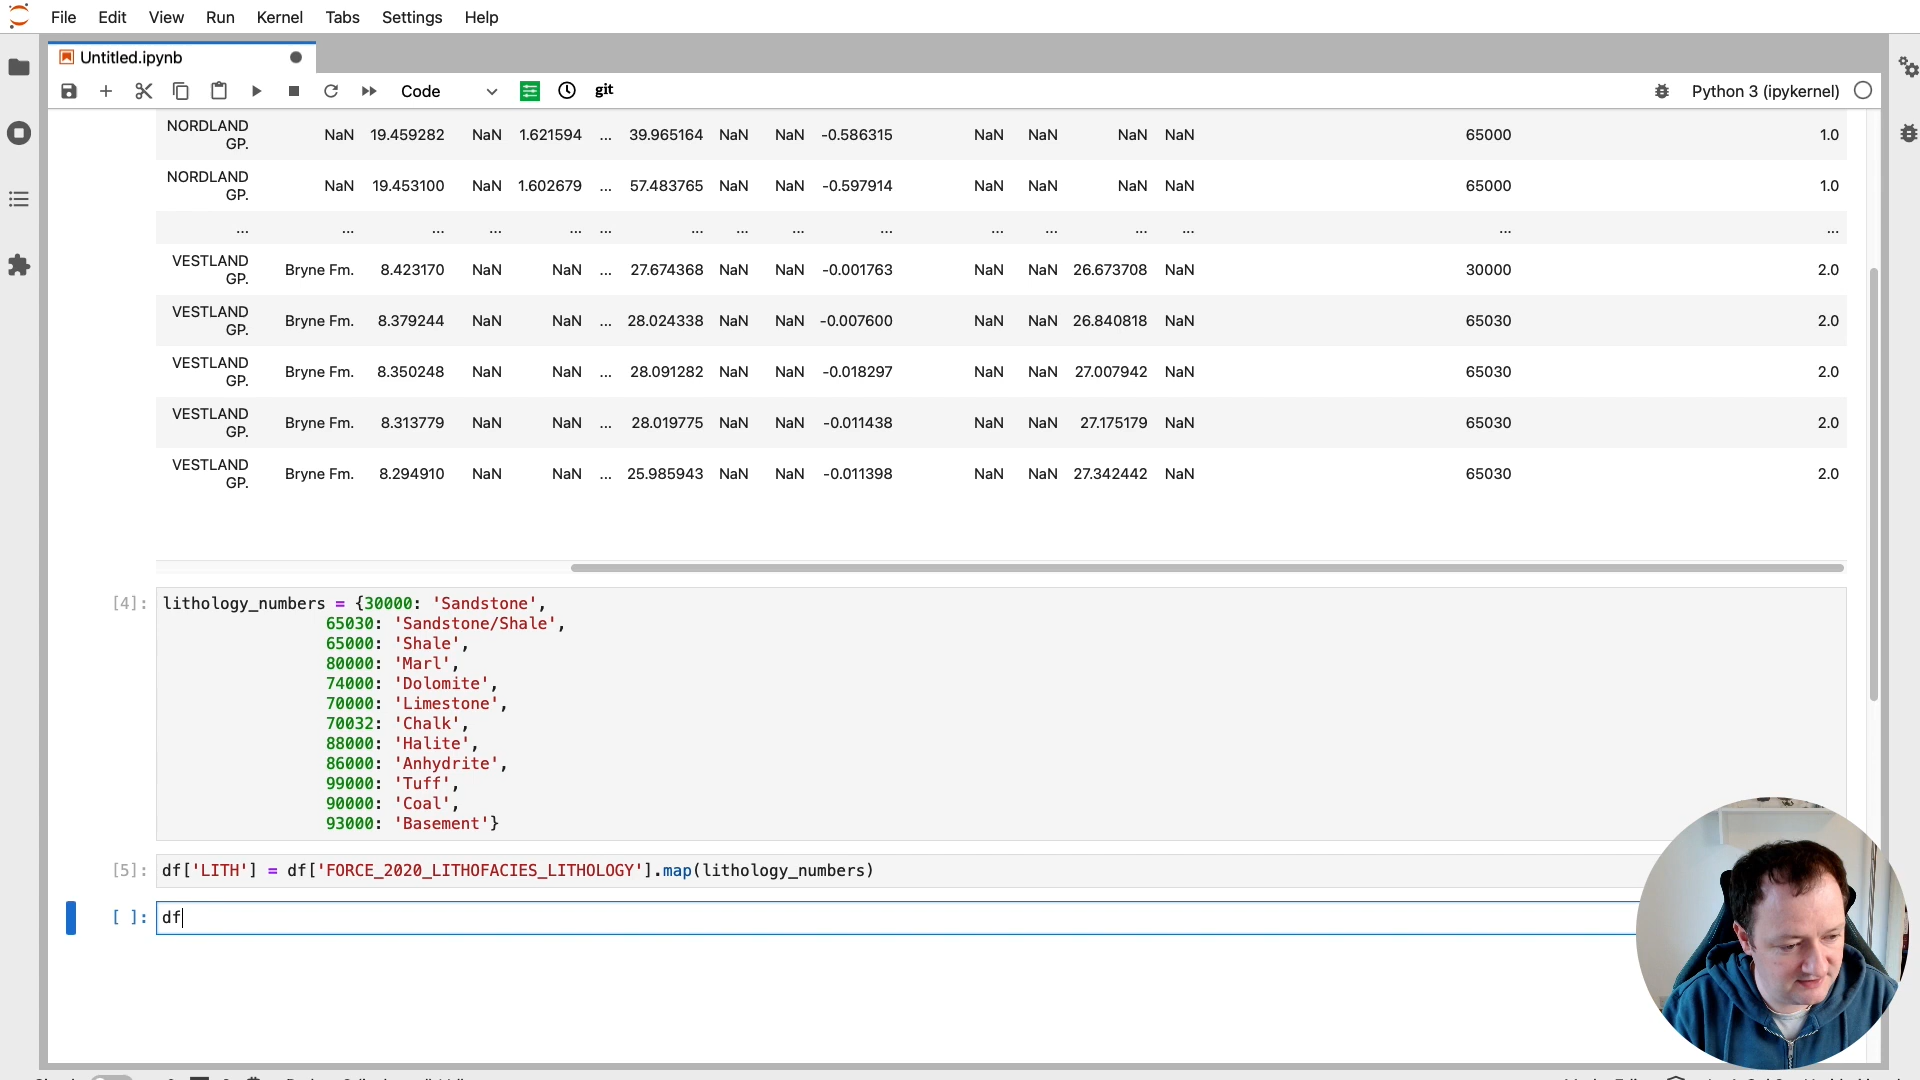 File Edit View Run Kernel Tabs Settings Help
Untitled.ipynb
Code git Python 3 (ipykernel)
NORDLAND GP. NaN 19.459282 NaN 1.621594 ... 39.965164 NaN NaN -0.586315 NaN NaN NaN NaN 65000 1.0
NORDLAND GP. NaN 19.453100 NaN 1.602679 ... 57.483765 NaN NaN -0.597914 NaN NaN NaN NaN 65000 1.0
... ... ... ... ... ... ... ... ... ... ... ... ... ... ... ...
VESTLAND GP. Bryne Fm. 8.423170 NaN NaN ... 27.674368 NaN NaN -0.001763 NaN NaN 26.673708 NaN 30000 2.0
VESTLAND GP. Bryne Fm. 8.379244 NaN NaN ... 28.024338 NaN NaN -0.007600 NaN NaN 26.840818 NaN 65030 2.0
VESTLAND GP. Bryne Fm. 8.350248 NaN NaN ... 28.091282 NaN NaN -0.018297 NaN NaN 27.007942 NaN 65030 2.0
VESTLAND GP. Bryne Fm. 8.313779 NaN NaN ... 28.019775 NaN NaN -0.011438 NaN NaN 27.175179 NaN 65030 2.0
VESTLAND GP. Bryne Fm. 8.294910 NaN NaN ... 25.985943 NaN NaN -0.011398 NaN NaN 27.342442 NaN 65030 2.0
[4]: lithology_numbers = {30000: 'Sandstone',
65030: 'Sandstone/Shale',
65000: 'Shale',
80000: 'Marl',
74000: 'Dolomite',
70000: 'Limestone',
70032: 'Chalk',
88000: 'Halite',
86000: 'Anhydrite',
99000: 'Tuff',
90000: 'Coal',
93000: 'Basement'}
[5]: df['LITH'] = df['FORCE_2020_LITHOFACIES_LITHOLOGY'].map(lithology_numbers)
[ ]: df